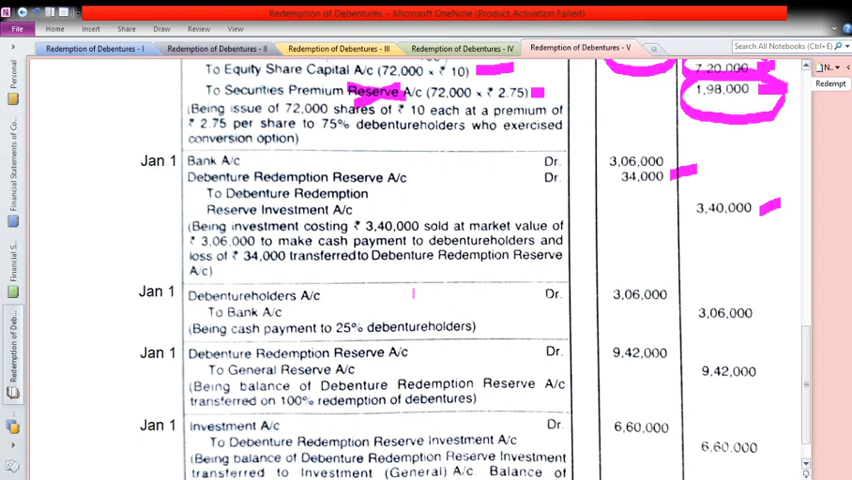 Redemption of Debentures - Microsoft OneNote (Product Activation Failed)
File Home Insert Share Draw Review View
Redemption of Debentures - I Redemption of Debentures - II Redemption of Debentures - III Redemption of Debentures - IV Redemption of Debentures - V Search All Notebooks (Ctrl+E)
Personal
Financial Statements of Co
Financial S..
Redemption of Deb..
N..
Redempt
To Equity Share Capital A/c (72,000 × ₹ 10) 7,20,000
To Securities Premium Reserve A/c (72,000 × ₹ 2.75) 1,98,000
(Being issue of 72,000 shares of ₹ 10 each at a premium of
₹ 2.75 per share to 75% debentureholders who exercised
conversion option)
Jan 1 Bank A/c Dr. 3,06,000
Debenture Redemption Reserve A/c Dr. 34,000
To Debenture Redemption
Reserve Investment A/c 3,40,000
(Being investment costing ₹ 3,40,000 sold at market value of
₹ 3,06.000 to make cash payment to debentureholders and
loss of ₹ 34,000 transferred to Debenture Redemption Reserve
A/c)
Jan 1 Debentureholders A/c Dr. 3,06,000
To Bank A/c 3,06,000
(Being cash payment to 25% debentureholders)
Jan 1 Debenture Redemption Reserve A/c Dr. 9,42,000
To General Reserve A/c 9,42,000
(Being balance of Debenture Redemption Reserve A/c
transferred on 100% redemption of debentures)
Jan 1 Investment A/c Dr. 6,60,000
To Debenture Redemption Reserve Investment A/c 6,60,000
(Being balance of Debenture Redemption Reserve Investment
transferred to Investment (General) A/c. Balance of